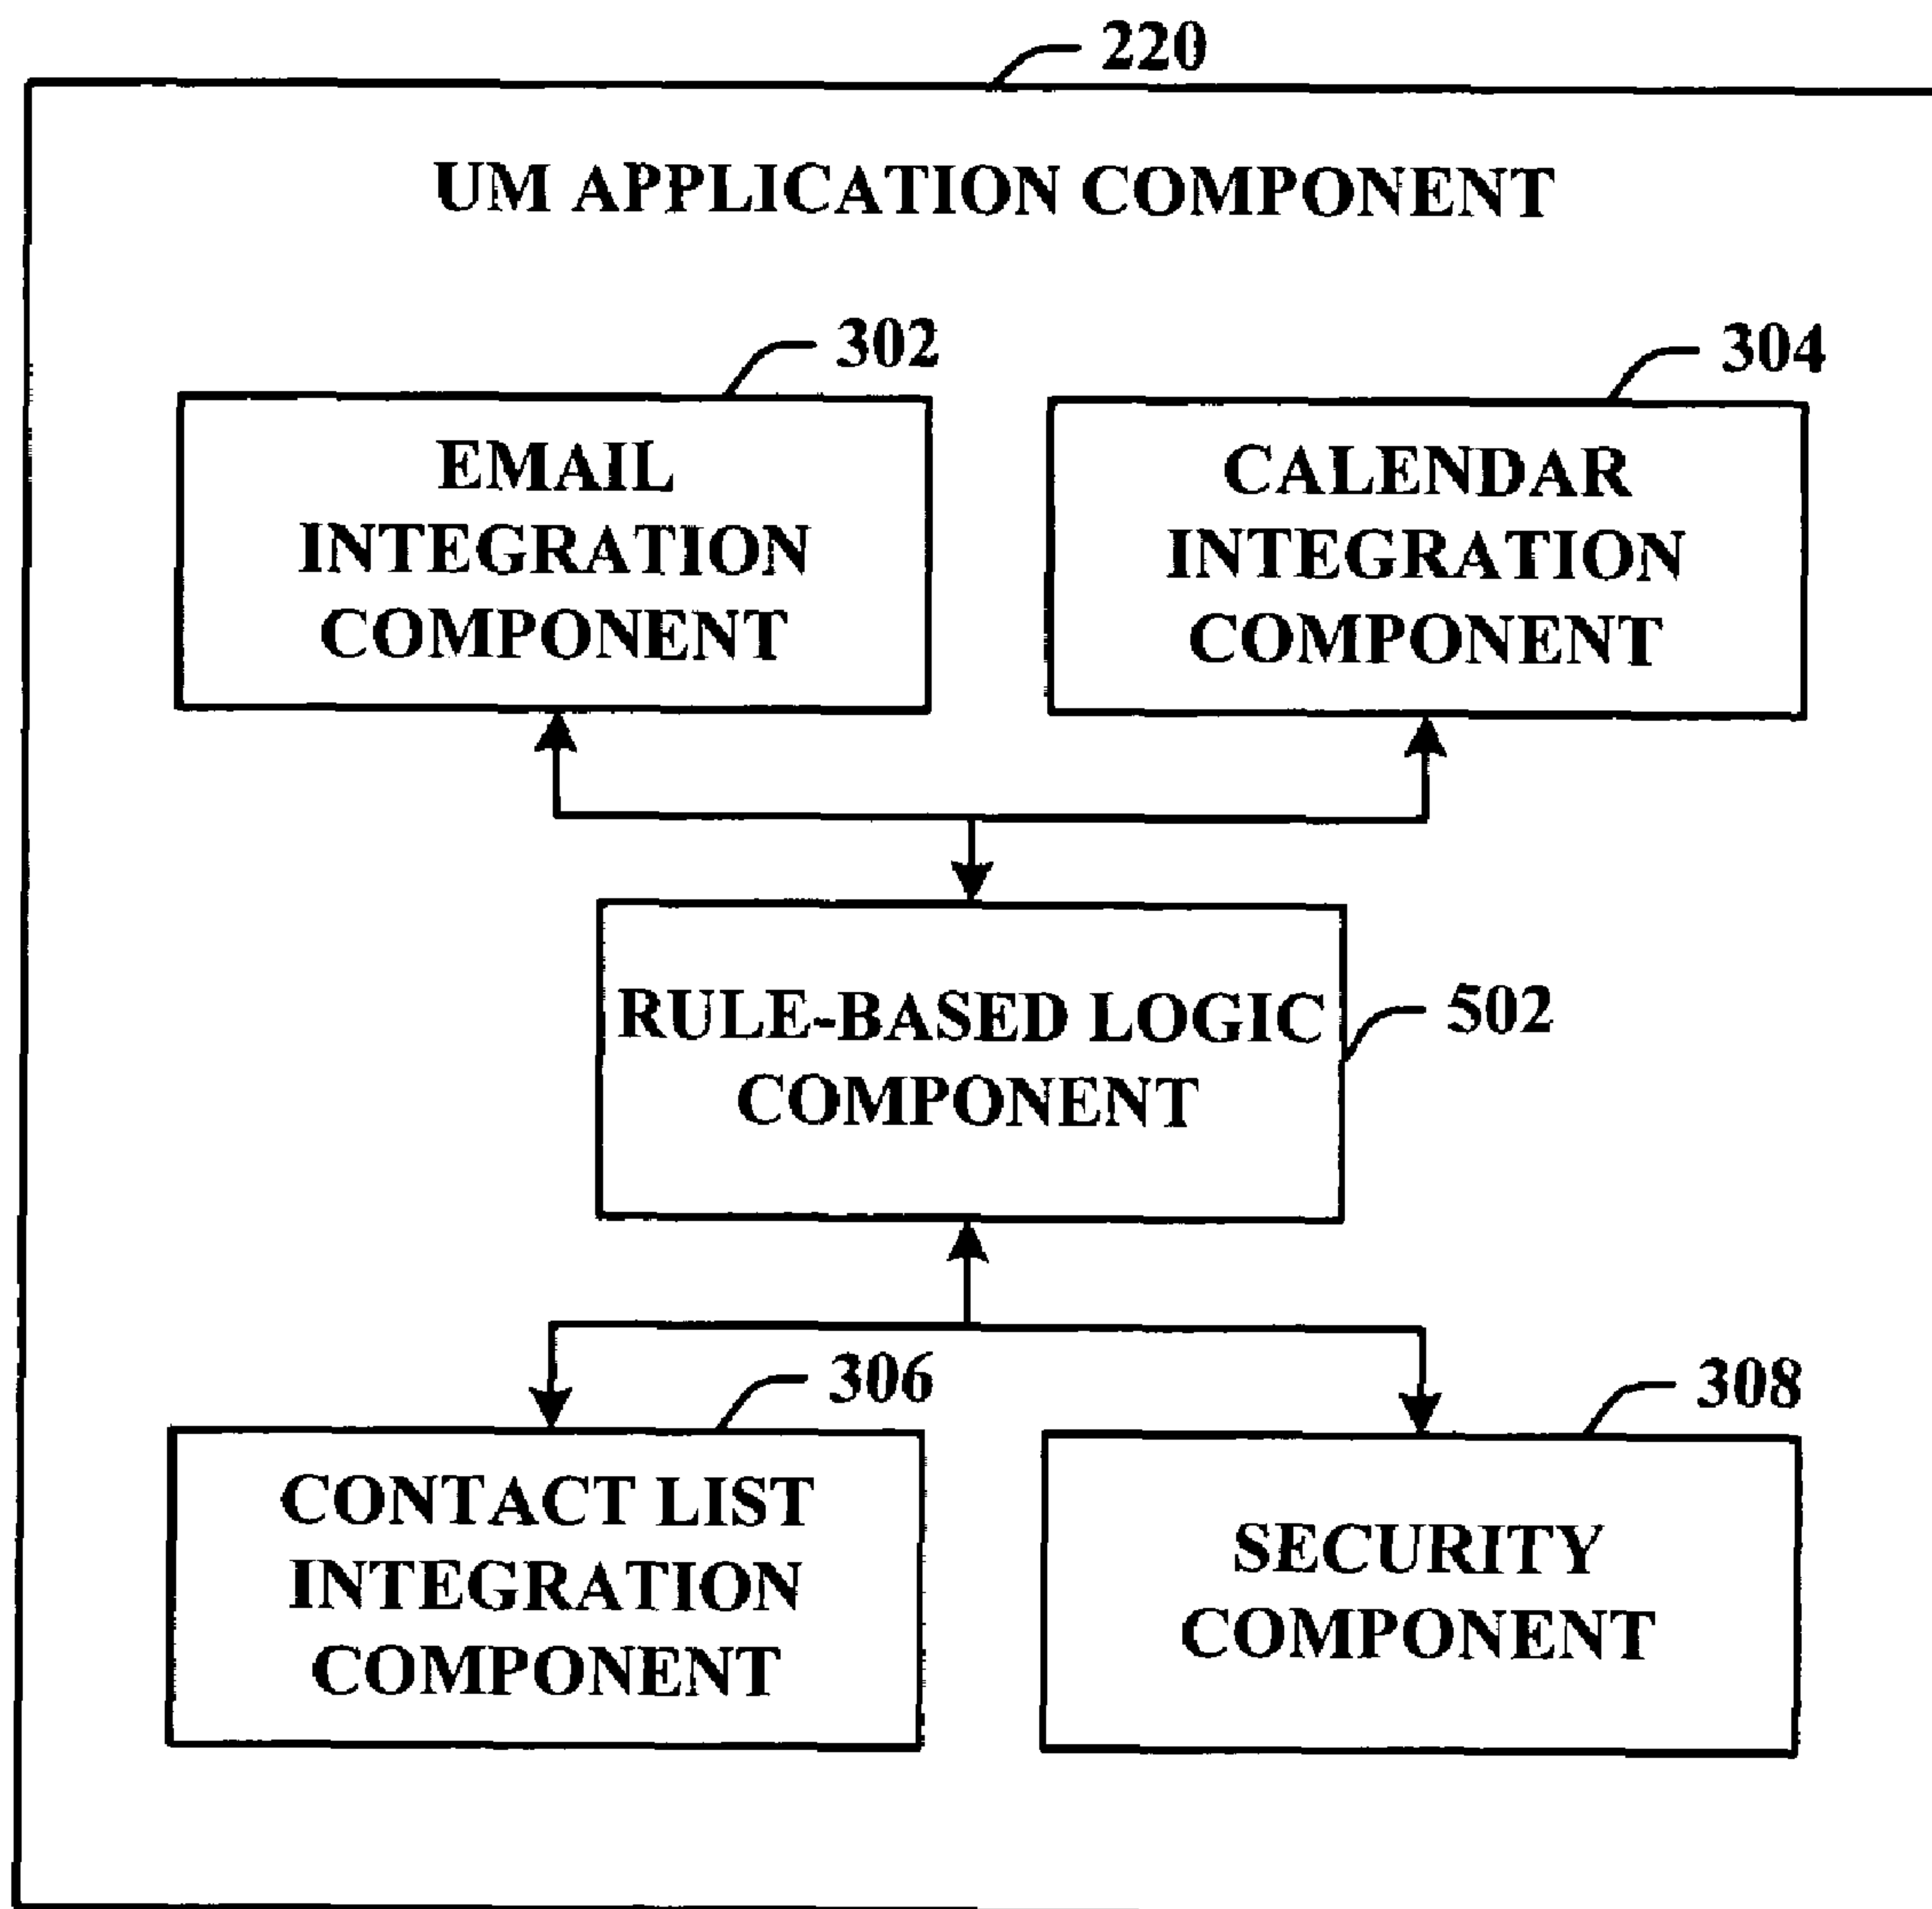 220
UM APPLICATION COMPONENT
302
304
EMAIL
INTEGRATION
COMPONENT
CALENDAR
INTEGRATION
COMPONENT
RULE-BASED LOGIC
COMPONENT
502
306
308
CONTACT LIST
INTEGRATION
COMPONENT
SECURITY
COMPONENT